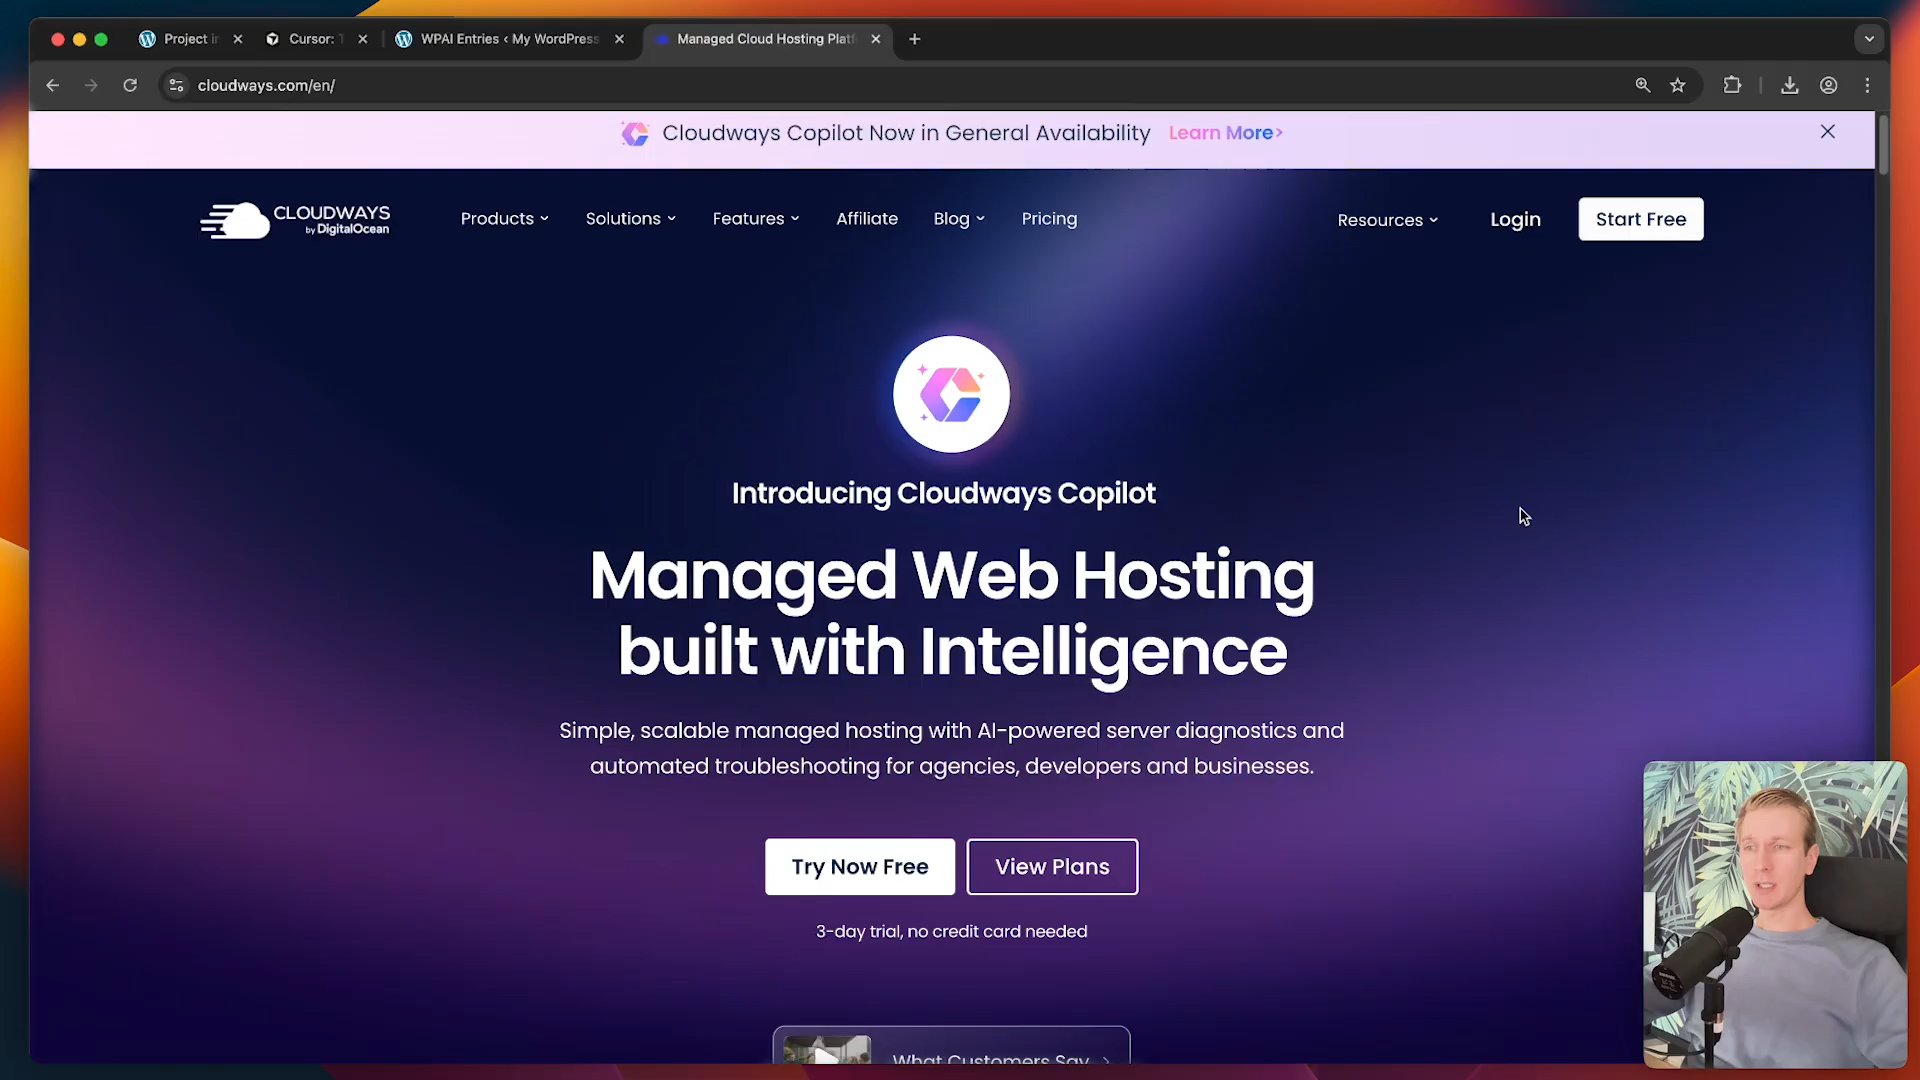 Project in
Cursor: T
WPAI Entries ‹ My WordPress
Managed Cloud Hosting Platf
cloudways.com/en/
Cloudways Copilot Now in General Availability Learn More>
CLOUDWAYS
by DigitalOcean
Products
Solutions
Features
Affiliate
Blog
Pricing
Resources
Login
Start Free
Introducing Cloudways Copilot
Managed Web Hosting
built with Intelligence
Simple, scalable managed hosting with AI-powered server diagnostics and
automated troubleshooting for agencies, developers and businesses.
Try Now Free
View Plans
3-day trial, no credit card needed
What Customers Say